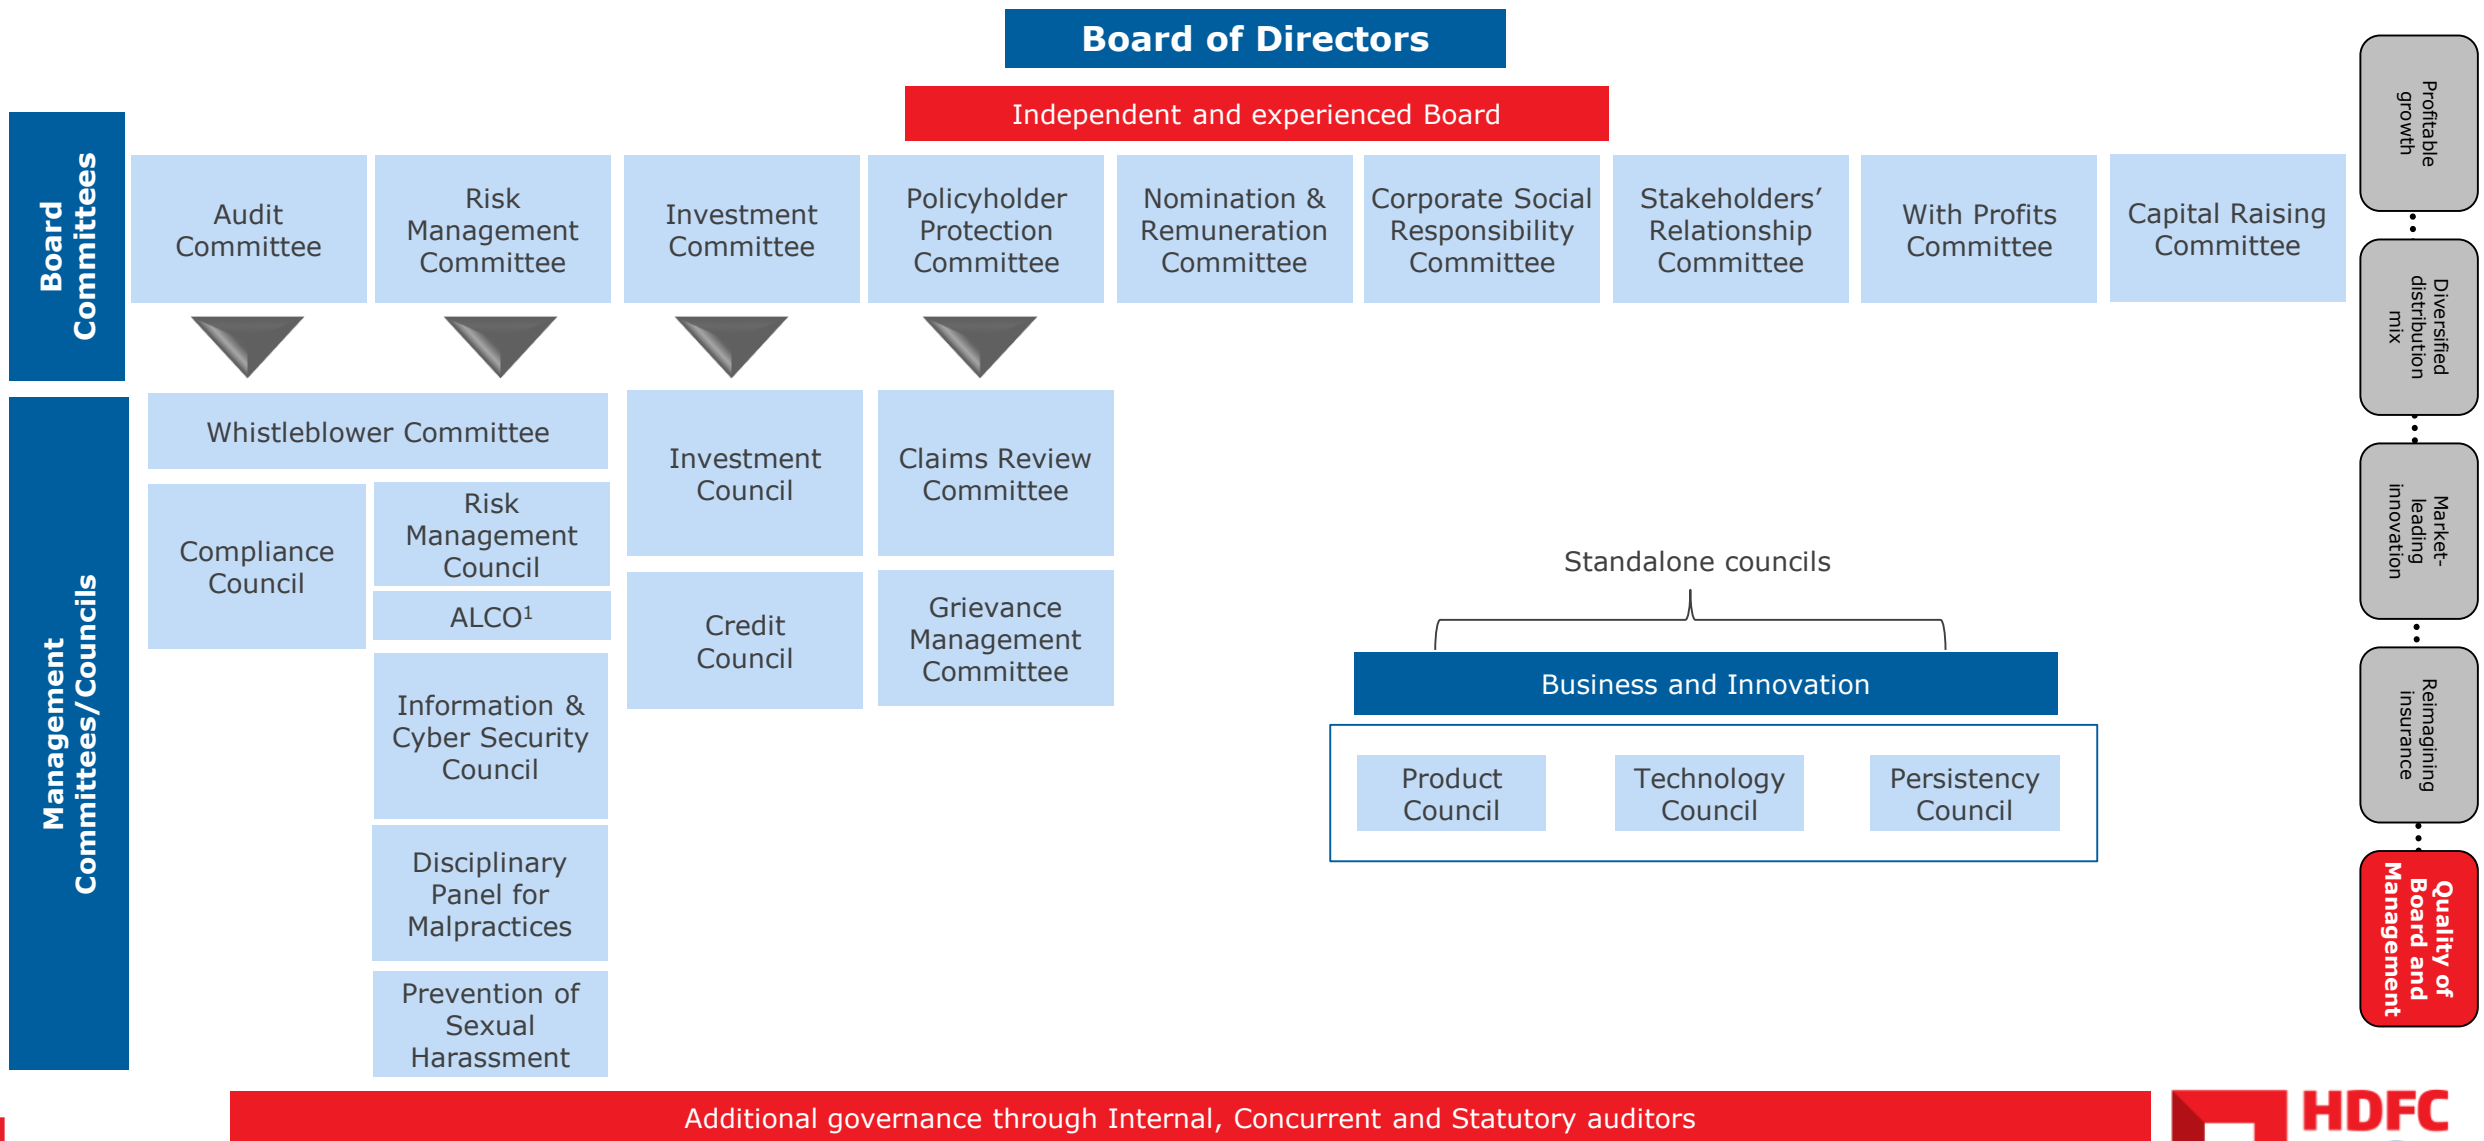 Board of Directors
Independent and experienced Board
Board
Committees
Audit
Committee
Risk
Management
Committee
Investment
Committee
Policyholder
Protection
Committee
Nomination &
Remuneration
Committee
Corporate Social
Responsibility
Committee
Stakeholders’
Relationship
Committee
With Profits
Committee
Capital Raising
Committee
Management
Committees/Councils
Whistleblower Committee
Compliance
Council
Risk
Management
Council
ALCO¹
Information &
Cyber Security
Council
Disciplinary
Panel for
Malpractices
Prevention of
Sexual
Harassment
Investment
Council
Credit
Council
Claims Review
Committee
Grievance
Management
Committee
Standalone councils
Business and Innovation
Product
Council
Technology
Council
Persistency
Council
Profitable
growth
Diversified
distribution
mix
Market-
leading
innovation
Reimagining
insurance
Quality of
Board and
Management
Additional governance through Internal, Concurrent and Statutory auditors
HDFC